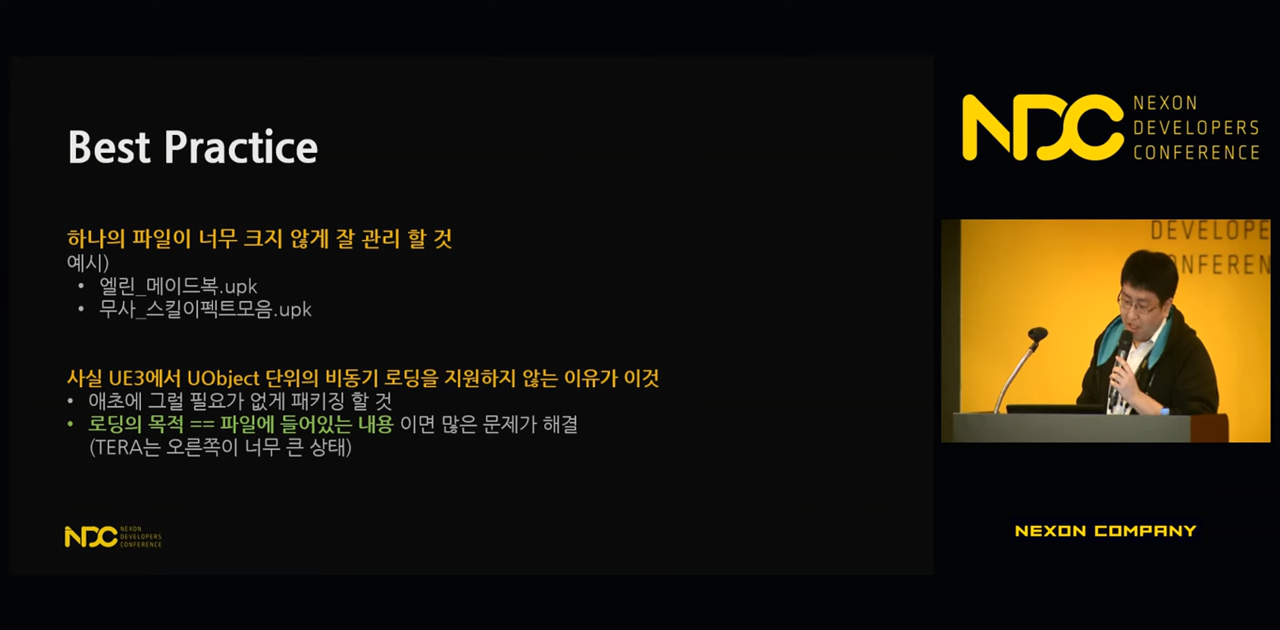 Best Practice
하나의 파일이 너무 크지 않게 잘 관리 할 것
예시)
• 엘린_메이드복.upk
• 무사_스킬이펙트모음.upk
사실 UE3에서 UObject 단위의 비동기 로딩을 지원하지 않는 이유가 이것
• 애초에 그럴 필요가 없게 패키징 할 것
• 로딩의 목적 == 파일에 들어있는 내용 이면 많은 문제가 해결
(TERA는 오른쪽이 너무 큰 상태)
NDC NEXON
DEVELOPERS
CONFERENCE
NDC NEXON
DEVELOPERS
CONFERENCE
DEVELOPE
ONFEREN
NEXON COMPANY